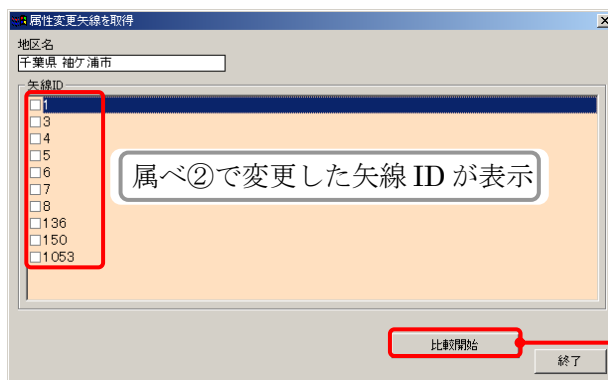 属性変更矢線を取得
地区名
千葉県 袖ケ浦市
矢線ID
1
3
4
5
6
7
8
136
150
1053
属べ②で変更した矢線 ID が表示
比較開始
終了